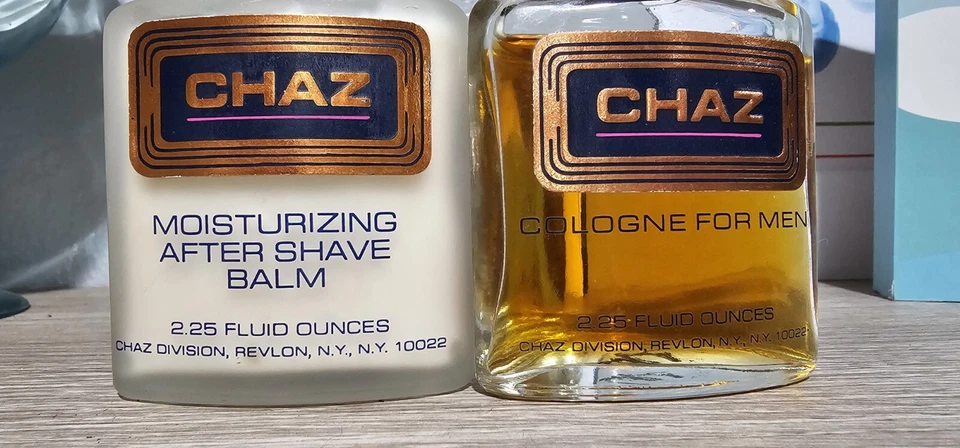 CHAZ
MOISTURIZING
AFTER SHAVE
BALM
2.25 FLUID OUNCES
CHAZ DIVISION, REVLON, N.Y., N.Y. 10022
CHAZ
COLOGNE FOR MEN
2.25 FLUID OUNCES
CHAZ DIVISION, REVLON, N.Y., N.Y. 10022